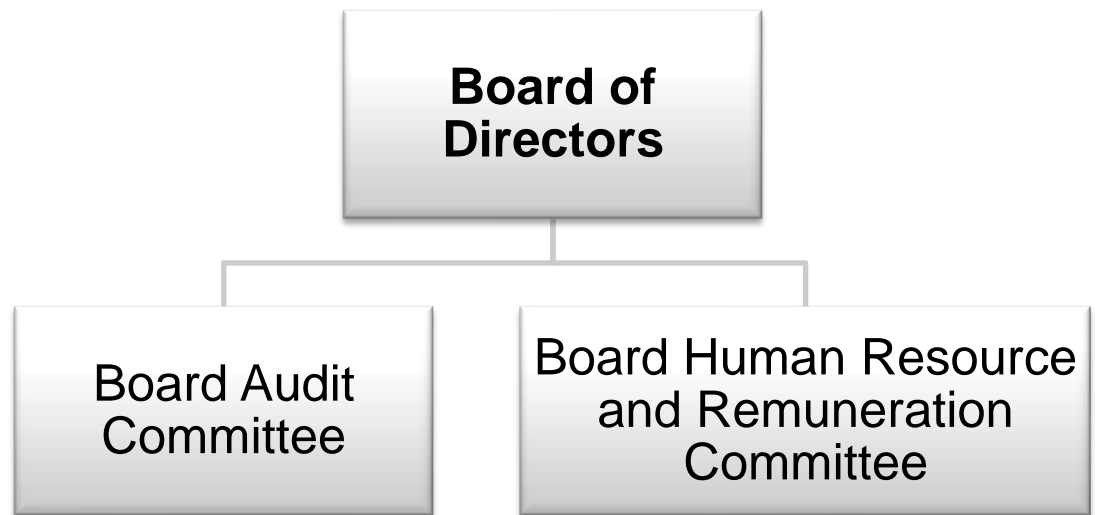 Board of
Directors
Board Audit
Committee
Board Human Resource
and Remuneration
Committee